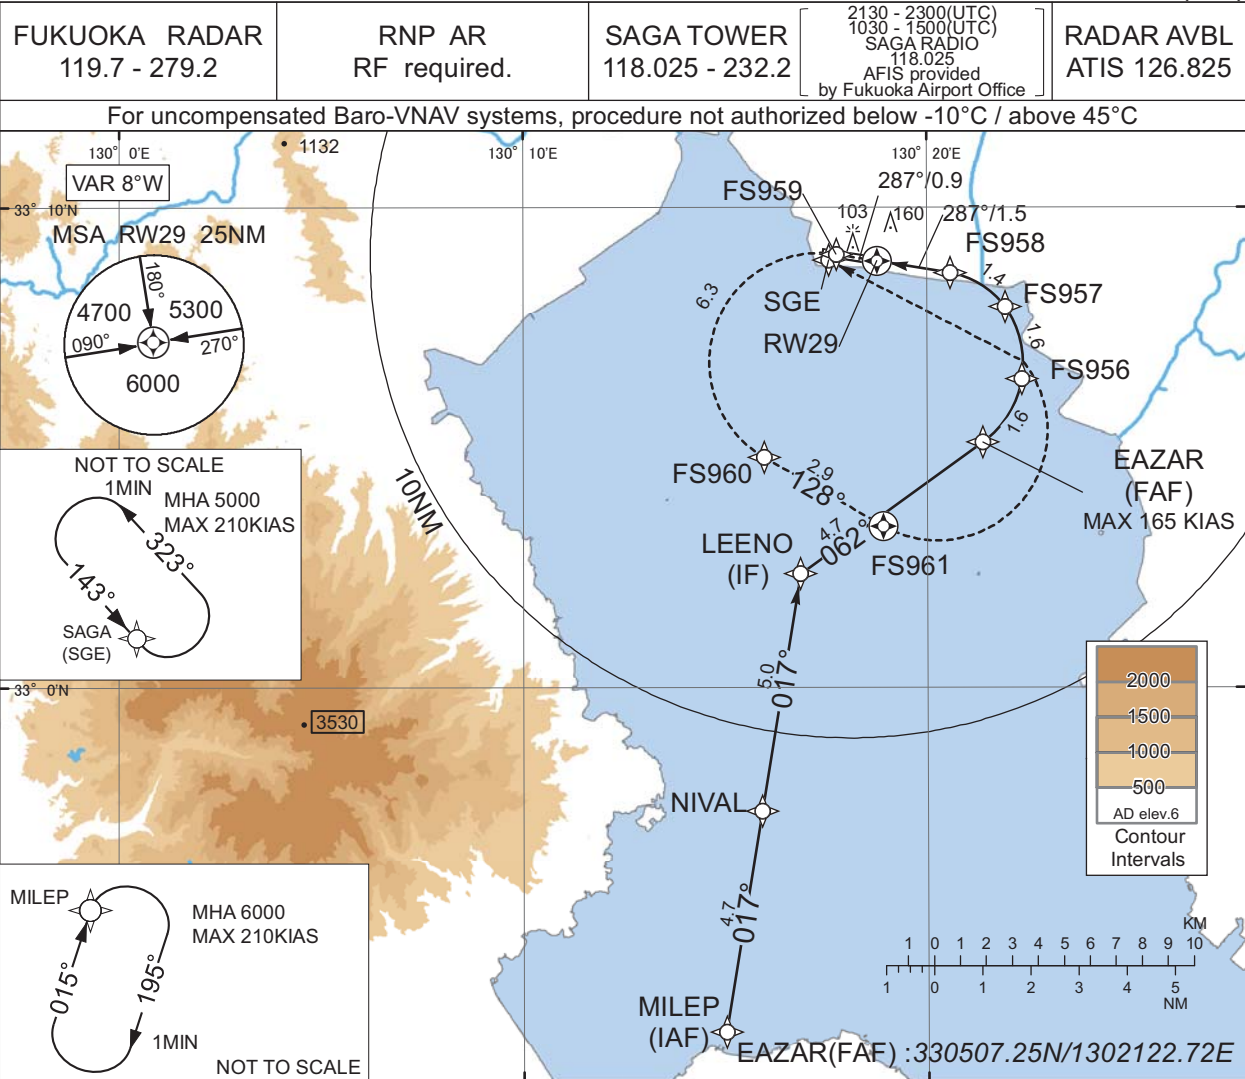 FUKUOKA RADAR
119.7 - 279.2
RNP AR
RF required.
SAGA TOWER
118.025 - 232.2
2130 - 2300(UTC)
1030 - 1500(UTC)
SAGA RADIO
118.025
AFIS provided
by Fukuoka Airport Office
RADAR AVBL
ATIS 126.825
For uncompensated Baro-VNAV systems, procedure not authorized below -10°C / above 45°C
130° 0'E
1132
130° 10'E
130° 20'E
VAR 8°W
33° 10'N
MSA RW29 25NM
180°
4700
5300
090°
270°
6000
FS959
287°/0.9
103
160
287°/1.5
FS958
1.4
FS957
1.6
SGE
RW29
6.3
FS956
1.6
EAZAR
(FAF)
MAX 165 KIAS
FS960
2.9
128°
10NM
4.7
062°
LEENO
(IF)
FS961
NOT TO SCALE
1MIN
MHA 5000
MAX 210KIAS
323°
143°
SAGA
(SGE)
33° 0'N
3530
5.0
017°
2000
1500
1000
500
AD elev.6
Contour
Intervals
NIVAL
4.7
017°
MILEP
MHA 6000
MAX 210KIAS
015°
195°
1MIN
NOT TO SCALE
KM
1 0 1 2 3 4 5 6 7 8 9 10
1 0 1 2 3 4 5
NM
MILEP
(IAF)
EAZAR(FAF) :330507.25N/1302122.72E